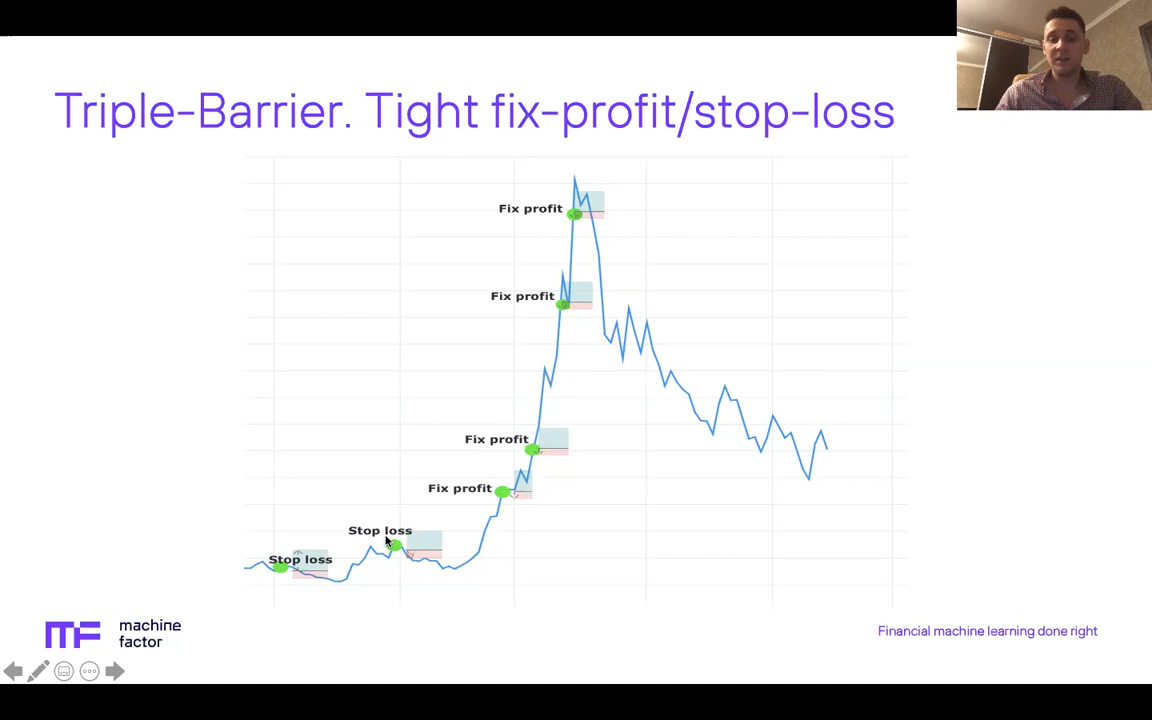 Triple-Barrier. Tight fix-profit/stop-loss
Fix profit
Fix profit
Fix profit
Fix profit
Stop loss
Stop loss
MF
machine
factor
Financial machine learning done right